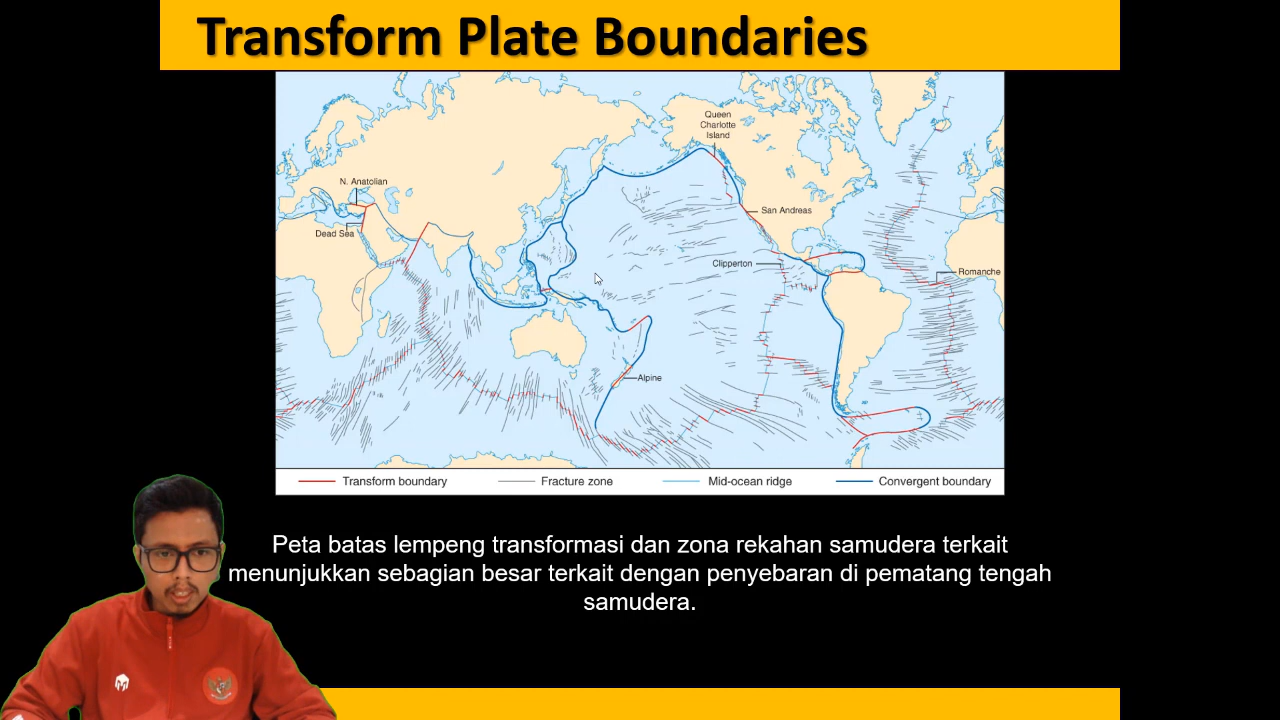 Transform Plate Boundaries
Queen
Charlotte
Island
N. Anatolian
San Andreas
Dead Sea
Clipperton
Romanche
Alpine
Transform boundary
Fracture zone
Mid-ocean ridge
Convergent boundary
Peta batas lempeng transformasi dan zona rekahan samudera terkait
menunjukkan sebagian besar terkait dengan penyebaran di pematang tengah
samudera.